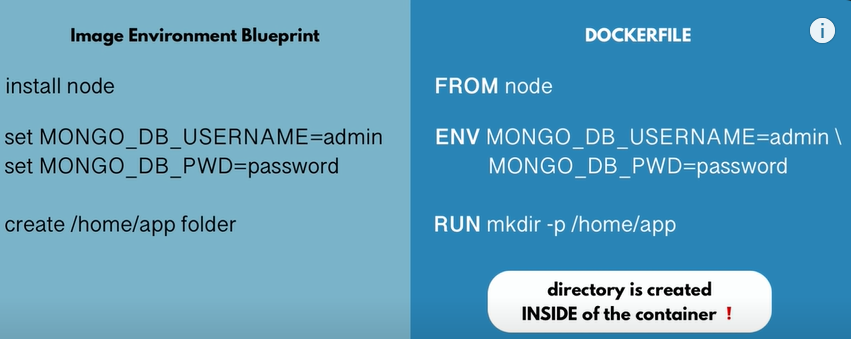 Image Environment Blueprint
install node
set MONGO_DB_USERNAME=admin
set MONGO_DB_PWD=password
create /home/app folder
DOCKERFILE
i
FROM node
ENV MONGO_DB_USERNAME=admin \
MONGO_DB_PWD=password
RUN mkdir -p /home/app
directory is created
INSIDE of the container !